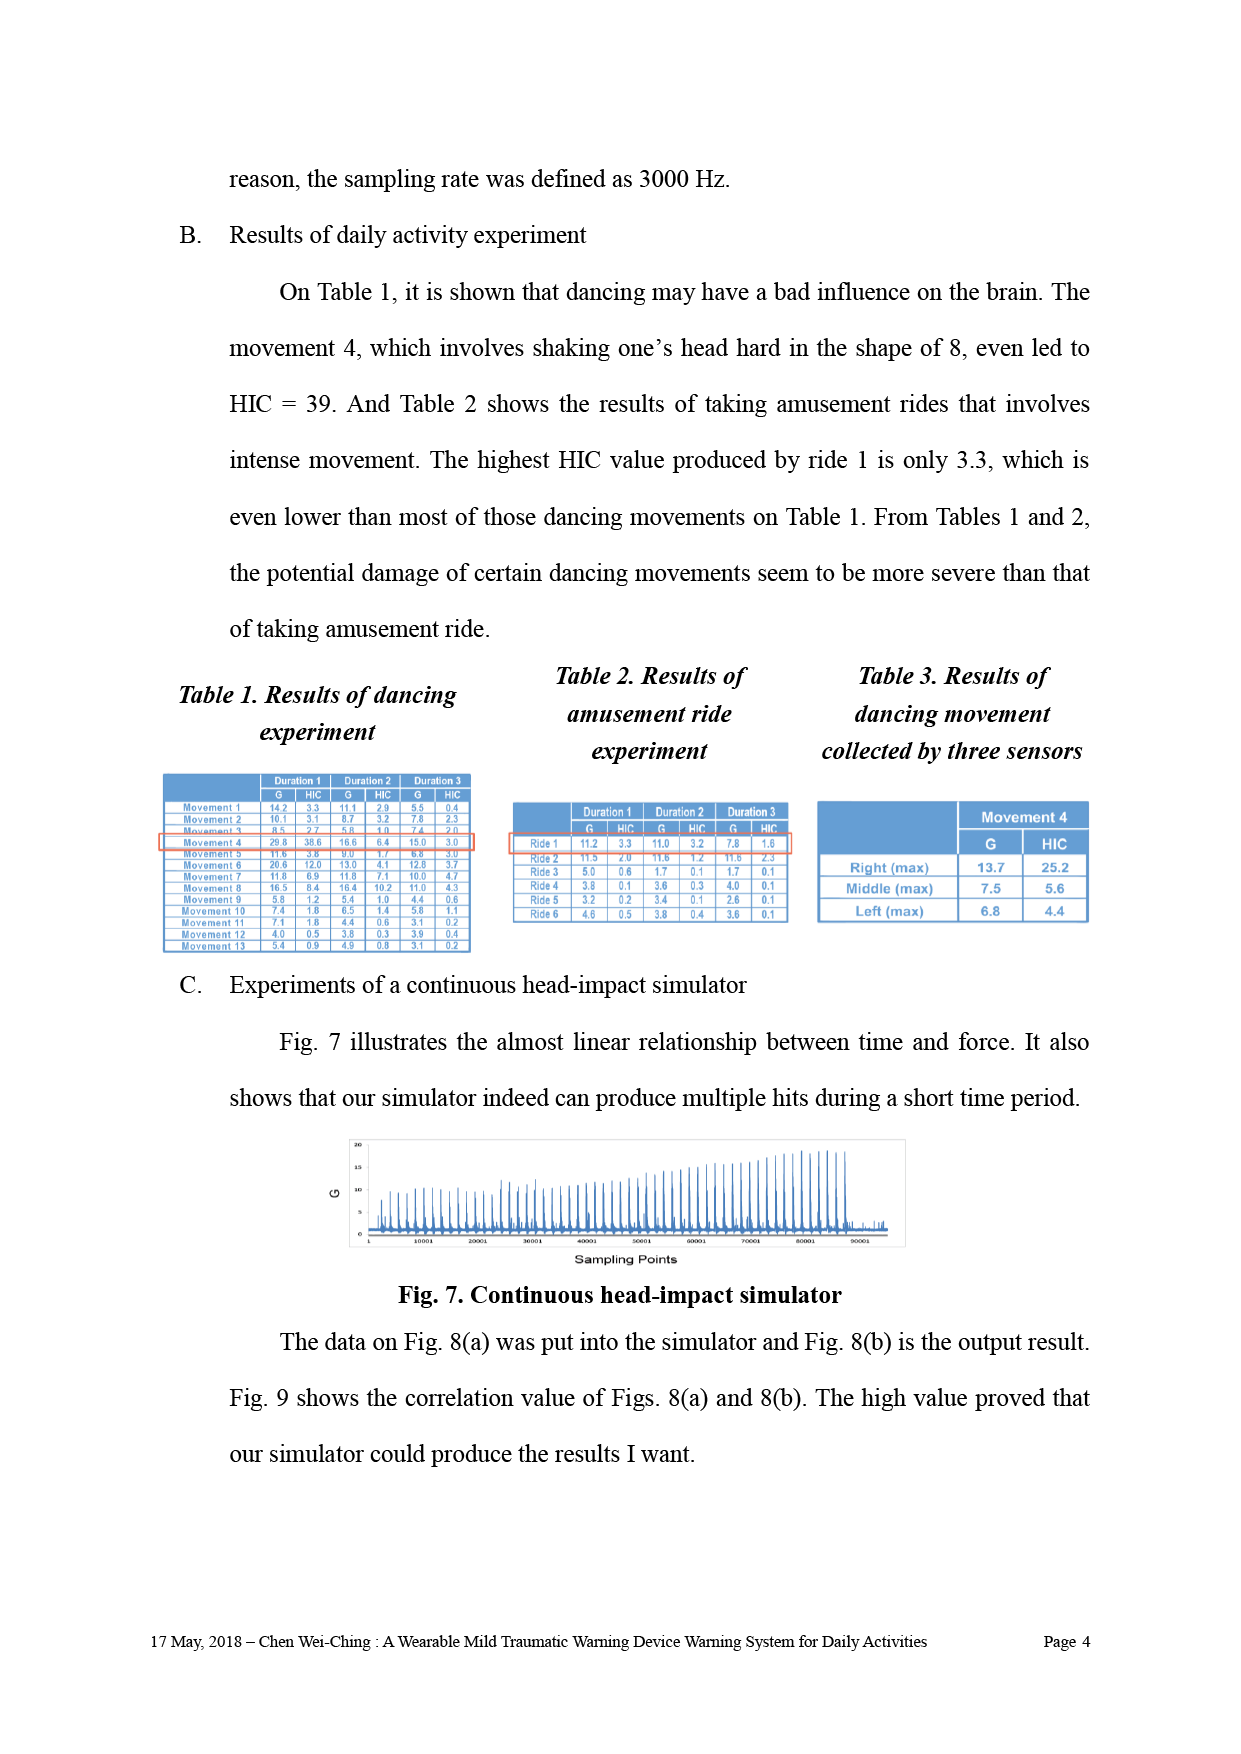 reason, the sampling rate was defined as 3000 Hz.
B. Results of daily activity experiment
On Table 1, it is shown that dancing may have a bad influence on the brain. The
movement 4, which involves shaking one’s head hard in the shape of 8, even led to
HIC = 39. And Table 2 shows the results of taking amusement rides that involves
intense movement. The highest HIC value produced by ride 1 is only 3.3, which is
even lower than most of those dancing movements on Table 1. From Tables 1 and 2,
the potential damage of certain dancing movements seem to be more severe than that
of taking amusement ride.
Table 1. Results of dancing
experiment
Duration 1 Duration 2 Duration 3
G HIC G HIC G HIC
Movement 1 14.2 3.3 11.1 2.9 5.5 0.4
Movement 2 10.1 3.1 8.7 3.2 7.8 2.3
Movement 3 8.5 2.7 5.8 1.0 7.4 2.0
Movement 4 29.8 38.6 16.6 6.4 15.0 3.0
Movement 5 11.6 3.8 9.0 1.7 6.8 3.0
Movement 6 20.6 12.0 13.0 4.1 12.8 3.7
Movement 7 11.8 6.9 11.8 7.1 10.0 4.7
Movement 8 16.5 8.4 16.4 10.2 11.0 4.3
Movement 9 5.8 1.2 5.4 1.0 4.4 0.6
Movement 10 7.4 1.8 6.5 1.4 5.8 1.1
Movement 11 7.1 1.8 4.4 0.6 3.1 0.2
Movement 12 4.0 0.5 3.8 0.3 3.9 0.4
Movement 13 5.4 0.9 4.9 0.8 3.1 0.2
Table 2. Results of
amusement ride
experiment
Duration 1 Duration 2 Duration 3
G HIC G HIC G HIC
Ride 1 11.2 3.3 11.0 3.2 7.8 1.6
Ride 2 11.5 2.0 11.6 1.2 11.6 2.3
Ride 3 5.0 0.6 1.7 0.1 1.7 0.1
Ride 4 3.8 0.1 3.6 0.3 4.0 0.1
Ride 5 3.2 0.2 3.4 0.1 2.6 0.1
Ride 6 4.6 0.5 3.8 0.4 3.6 0.1
Table 3. Results of
dancing movement
collected by three sensors
Movement 4
G HIC
Right (max) 13.7 25.2
Middle (max) 7.5 5.6
Left (max) 6.8 4.4
C. Experiments of a continuous head-impact simulator
Fig. 7 illustrates the almost linear relationship between time and force. It also
shows that our simulator indeed can produce multiple hits during a short time period.
20
15
10
5
0
G
1 10001 20001 30001 40001 50001 60001 70001 80001 90001
Sampling Points
Fig. 7. Continuous head-impact simulator
The data on Fig. 8(a) was put into the simulator and Fig. 8(b) is the output result.
Fig. 9 shows the correlation value of Figs. 8(a) and 8(b). The high value proved that
our simulator could produce the results I want.
17 May, 2018 – Chen Wei-Ching : A Wearable Mild Traumatic Warning Device Warning System for Daily Activities Page 4